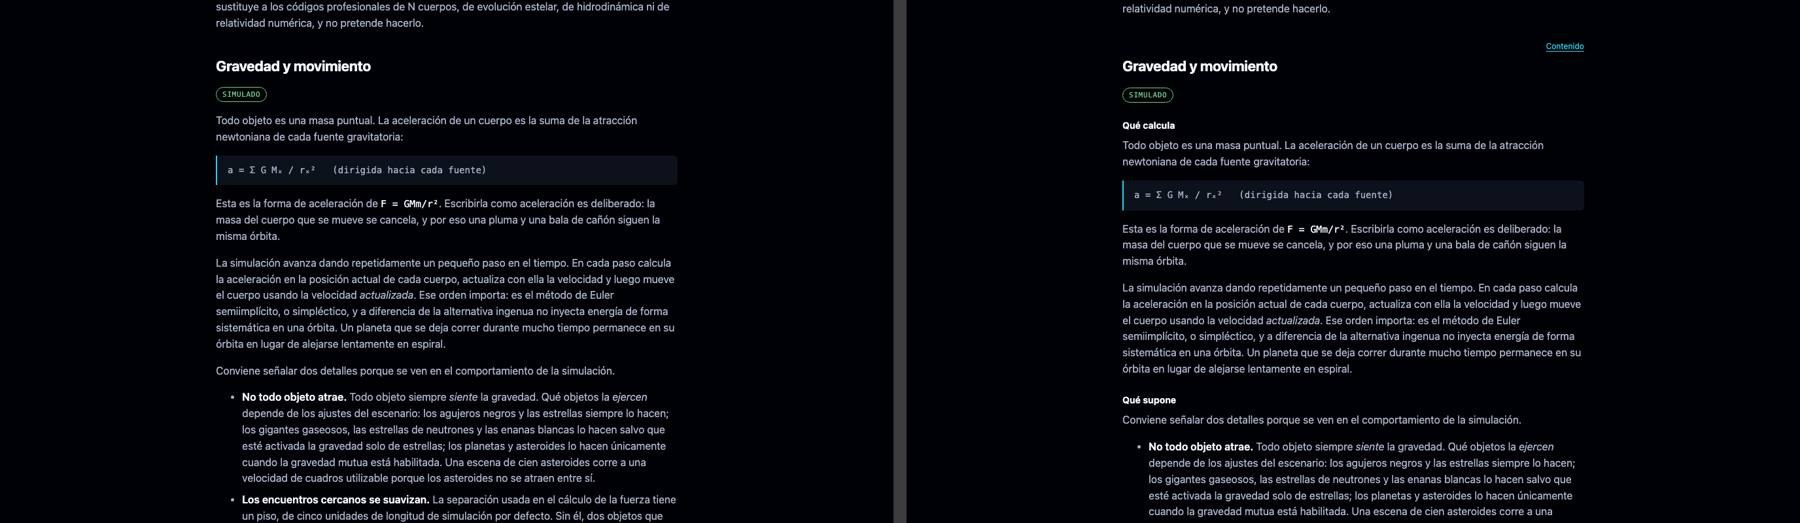 sustituye a los códigos profesionales de N cuerpos, de evolución estelar, de hidrodinámica ni de
relatividad numérica, y no pretende hacerlo.
Gravedad y movimiento
SIMULADO
Todo objeto es una masa puntual. La aceleración de un cuerpo es la suma de la atracción
newtoniana de cada fuente gravitatoria:
a = Σ G Mₓ / rₓ²   (dirigida hacia cada fuente)
Esta es la forma de aceleración de F = GMm/r². Escribirla como aceleración es deliberado: la
masa del cuerpo que se mueve se cancela, y por eso una pluma y una bala de cañón siguen la
misma órbita.
La simulación avanza dando repetidamente un pequeño paso en el tiempo. En cada paso calcula
la aceleración en la posición actual de cada cuerpo, actualiza con ella la velocidad y luego mueve
el cuerpo usando la velocidad actualizada. Ese orden importa: es el método de Euler
semiimplícito, o simpléctico, y a diferencia de la alternativa ingenua no inyecta energía de forma
sistemática en una órbita. Un planeta que se deja correr durante mucho tiempo permanece en su
órbita en lugar de alejarse lentamente en espiral.
Conviene señalar dos detalles porque se ven en el comportamiento de la simulación.
• No todo objeto atrae. Todo objeto siempre siente la gravedad. Qué objetos la ejercen
depende de los ajustes del escenario: los agujeros negros y las estrellas siempre lo hacen;
los gigantes gaseosos, las estrellas de neutrones y las enanas blancas lo hacen salvo que
esté activada la gravedad solo de estrellas; los planetas y asteroides lo hacen únicamente
cuando la gravedad mutua está habilitada. Una escena de cien asteroides corre a una
velocidad de cuadros utilizable porque los asteroides no se atraen entre sí.
• Los encuentros cercanos se suavizan. La separación usada en el cálculo de la fuerza tiene
un piso, de cinco unidades de longitud de simulación por defecto. Sin él, dos objetos que
relatividad numérica, y no pretende hacerlo.
Contenido
Gravedad y movimiento
SIMULADO
Qué calcula
Todo objeto es una masa puntual. La aceleración de un cuerpo es la suma de la atracción
newtoniana de cada fuente gravitatoria:
a = Σ G Mₓ / rₓ²   (dirigida hacia cada fuente)
Esta es la forma de aceleración de F = GMm/r². Escribirla como aceleración es deliberado: la
masa del cuerpo que se mueve se cancela, y por eso una pluma y una bala de cañón siguen la
misma órbita.
La simulación avanza dando repetidamente un pequeño paso en el tiempo. En cada paso calcula
la aceleración en la posición actual de cada cuerpo, actualiza con ella la velocidad y luego mueve
el cuerpo usando la velocidad actualizada. Ese orden importa: es el método de Euler
semiimplícito, o simpléctico, y a diferencia de la alternativa ingenua no inyecta energía de forma
sistemática en una órbita. Un planeta que se deja correr durante mucho tiempo permanece en su
órbita en lugar de alejarse lentamente en espiral.
Qué supone
Conviene señalar dos detalles porque se ven en el comportamiento de la simulación.
• No todo objeto atrae. Todo objeto siempre siente la gravedad. Qué objetos la ejercen
depende de los ajustes del escenario: los agujeros negros y las estrellas siempre lo hacen;
los gigantes gaseosos, las estrellas de neutrones y las enanas blancas lo hacen salvo que
esté activada la gravedad solo de estrellas; los planetas y asteroides lo hacen únicamente
cuando la gravedad mutua está habilitada. Una escena de cien asteroides corre a una